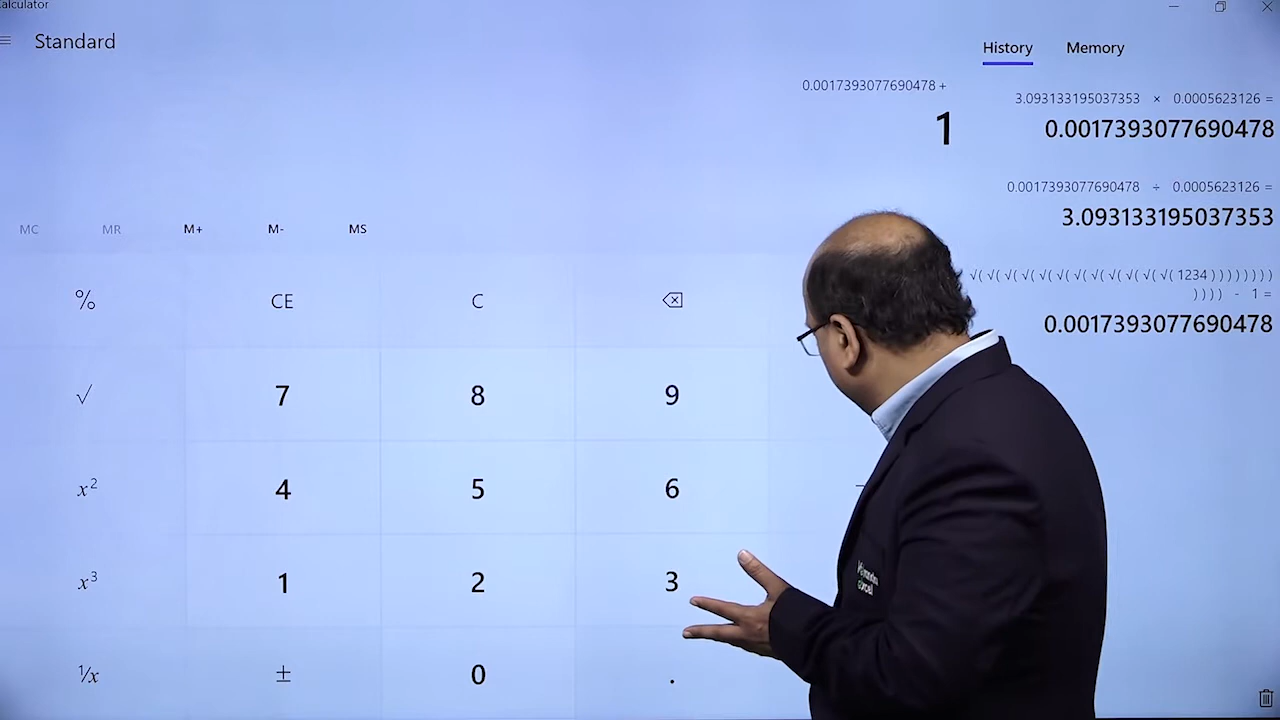 Calculator
Standard
History Memory
0.0017393077690478 +
1
3.093133195037353 × 0.0005623126 =
0.0017393077690478
0.0017393077690478 ÷ 0.0005623126 =
3.093133195037353
√( √( √( √( √( √( √( √( √( √( √( √( 1234 ) ) ) ) ) ) ) )
) ) ) ) - 1 =
0.0017393077690478
MC MR M+ M- MS
% CE C
√ 7 8 9
x² 4 5 6
x³ 1 2 3
¹/x ± 0 .